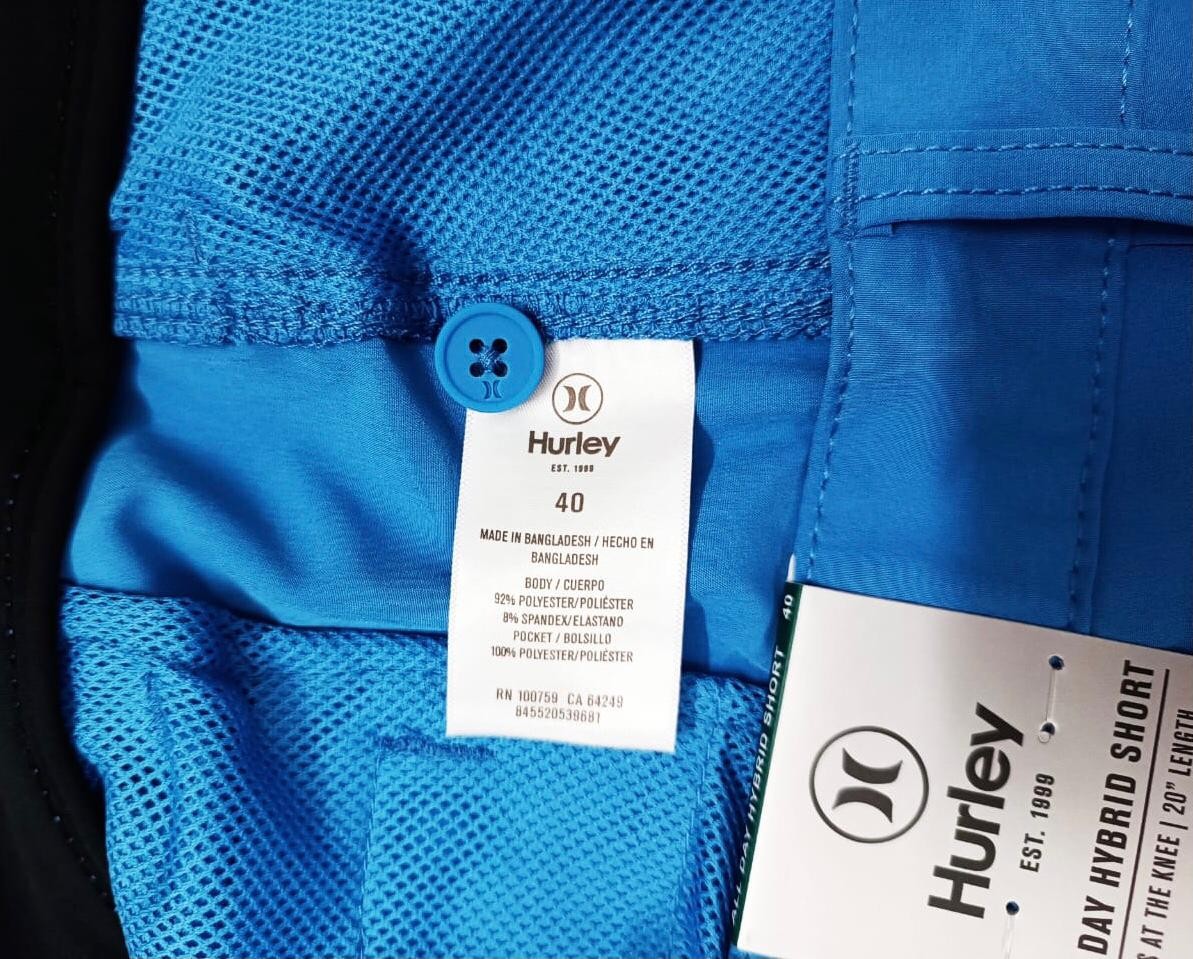 Hurley
EST. 1999
40
MADE IN BANGLADESH / HECHO EN
BANGLADESH
BODY / CUERPO
92% POLYESTER/POLIÉSTER
8% SPANDEX/ELASTANO
POCKET / BOLSILLO
100% POLYESTER/POLIÉSTER
RN 100759 CA 64249
845520539681
ALL DAY HYBRID SHORT 40
Hurley
EST. 1999
DAY HYBRID SHORT
AT THE KNEE | 20" LENGTH